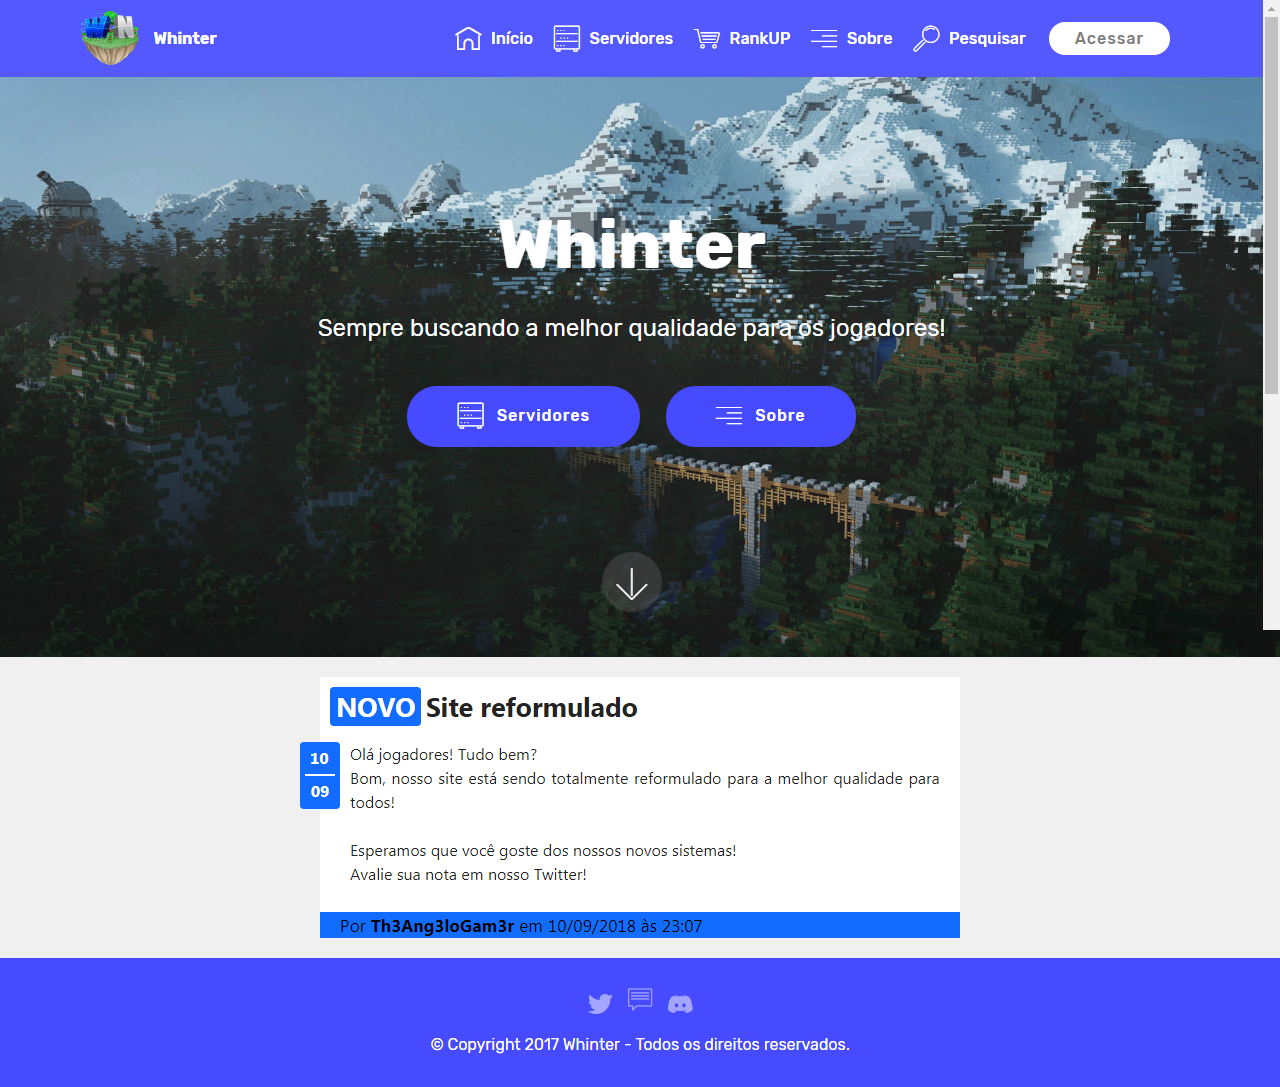 Whinter
Início
Servidores
RankUP
Sobre
Pesquisar
Acessar
Whinter
Sempre buscando a melhor qualidade para os jogadores!
Servidores
Sobre
NOVO Site reformulado
10
09
Olá jogadores! Tudo bem?
Bom, nosso site está sendo totalmente reformulado para a melhor qualidade para
todos!
Esperamos que você goste dos nossos novos sistemas!
Avalie sua nota em nosso Twitter!
Por Th3Ang3loGam3r em 10/09/2018 às 23:07
© Copyright 2017 Whinter - Todos os direitos reservados.